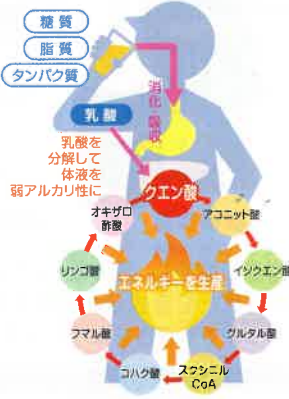 糖質
脂質
タンパク質
消化・吸収
乳酸
乳酸を
分解して
体液を
弱アルカリ性に
クエン酸
オキザロ
酢酸
アコニット酸
リンゴ酸
エネルギーを生産
イソクエン酸
フマル酸
グルタル酸
コハク酸
スクシニル
CoA